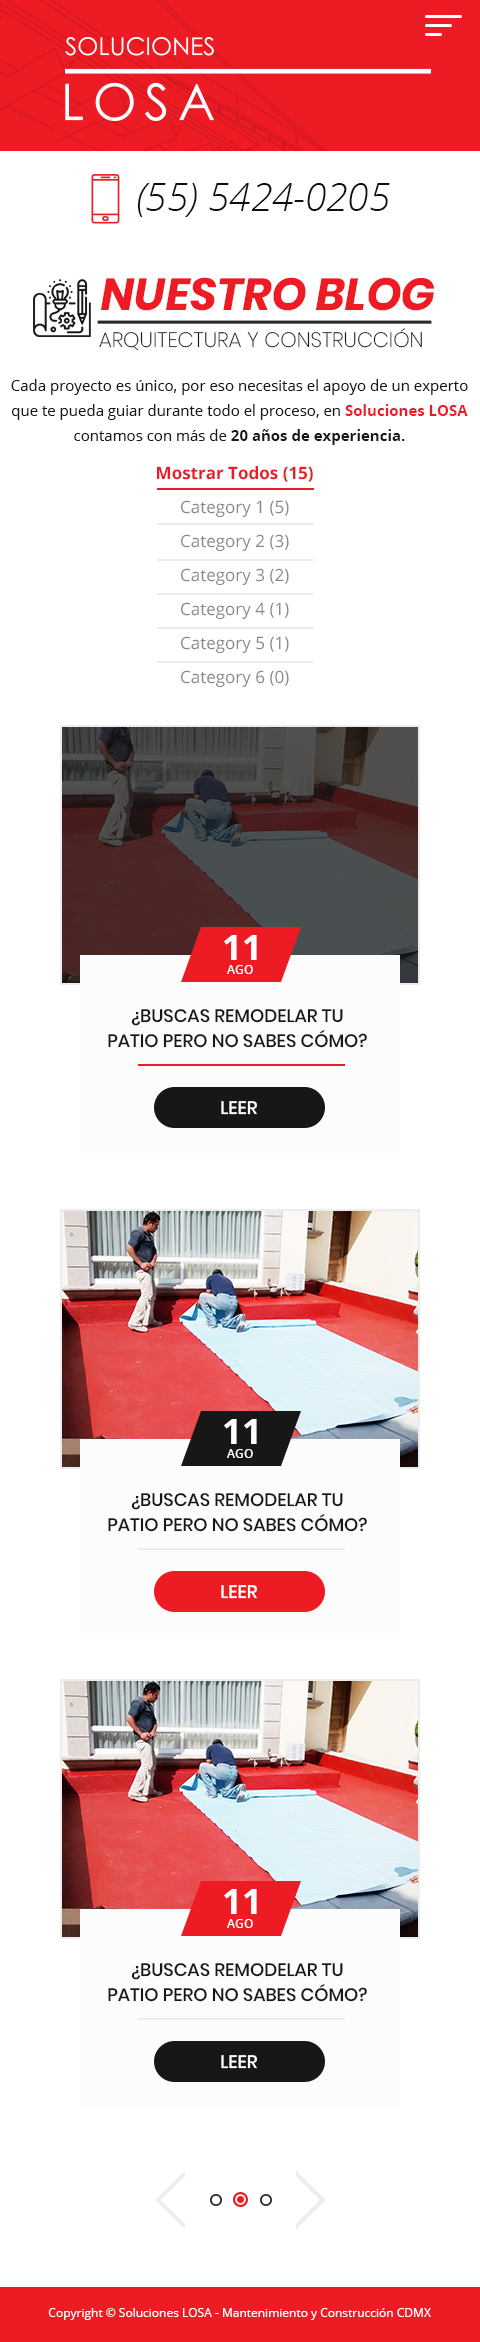 SOLUCIONES
LOSA
(55) 5424-0205
NUESTRO BLOG
ARQUITECTURA Y CONSTRUCCIÓN
Cada proyecto es único, por eso necesitas el apoyo de un experto
que te pueda guiar durante todo el proceso, en Soluciones LOSA
contamos con más de 20 años de experiencia.
Mostrar Todos (15)
Category 1 (5)
Category 2 (3)
Category 3 (2)
Category 4 (1)
Category 5 (1)
Category 6 (0)
11
AGO
¿BUSCAS REMODELAR TU
PATIO PERO NO SABES CÓMO?
LEER
11
AGO
¿BUSCAS REMODELAR TU
PATIO PERO NO SABES CÓMO?
LEER
11
AGO
¿BUSCAS REMODELAR TU
PATIO PERO NO SABES CÓMO?
LEER
Copyright © Soluciones LOSA - Mantenimiento y Construcción CDMX